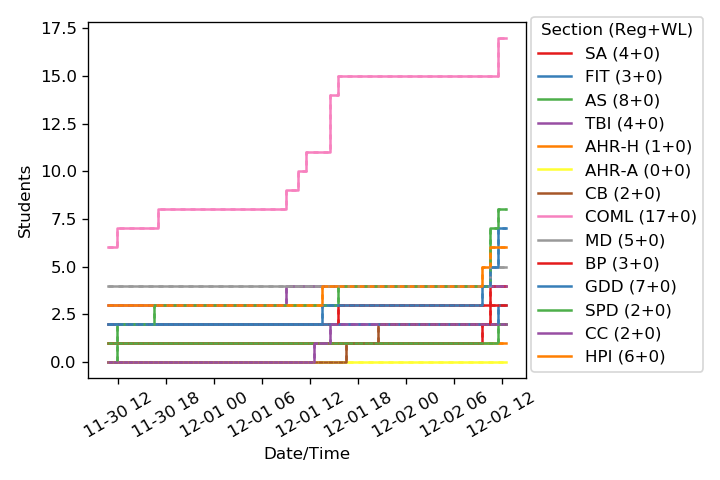 17.5
15.0
12.5
10.0
7.5
5.0
2.5
0.0
Students
11-30 12
11-30 18
12-01 00
12-01 06
12-01 12
12-01 18
12-02 00
12-02 06
12-02 12
Date/Time
Section (Reg+WL)
SA (4+0)
FIT (3+0)
AS (8+0)
TBI (4+0)
AHR-H (1+0)
AHR-A (0+0)
CB (2+0)
COML (17+0)
MD (5+0)
BP (3+0)
GDD (7+0)
SPD (2+0)
CC (2+0)
HPI (6+0)